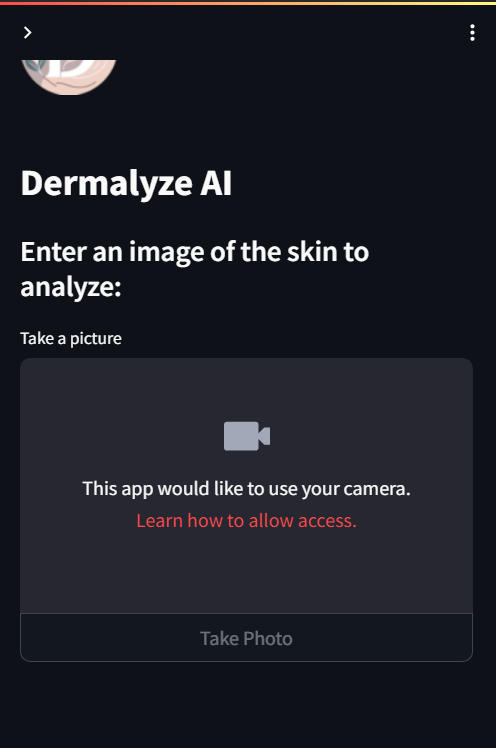 Dermalyze AI
Enter an image of the skin to
analyze:
Take a picture
This app would like to use your camera.
Learn how to allow access.
Take Photo